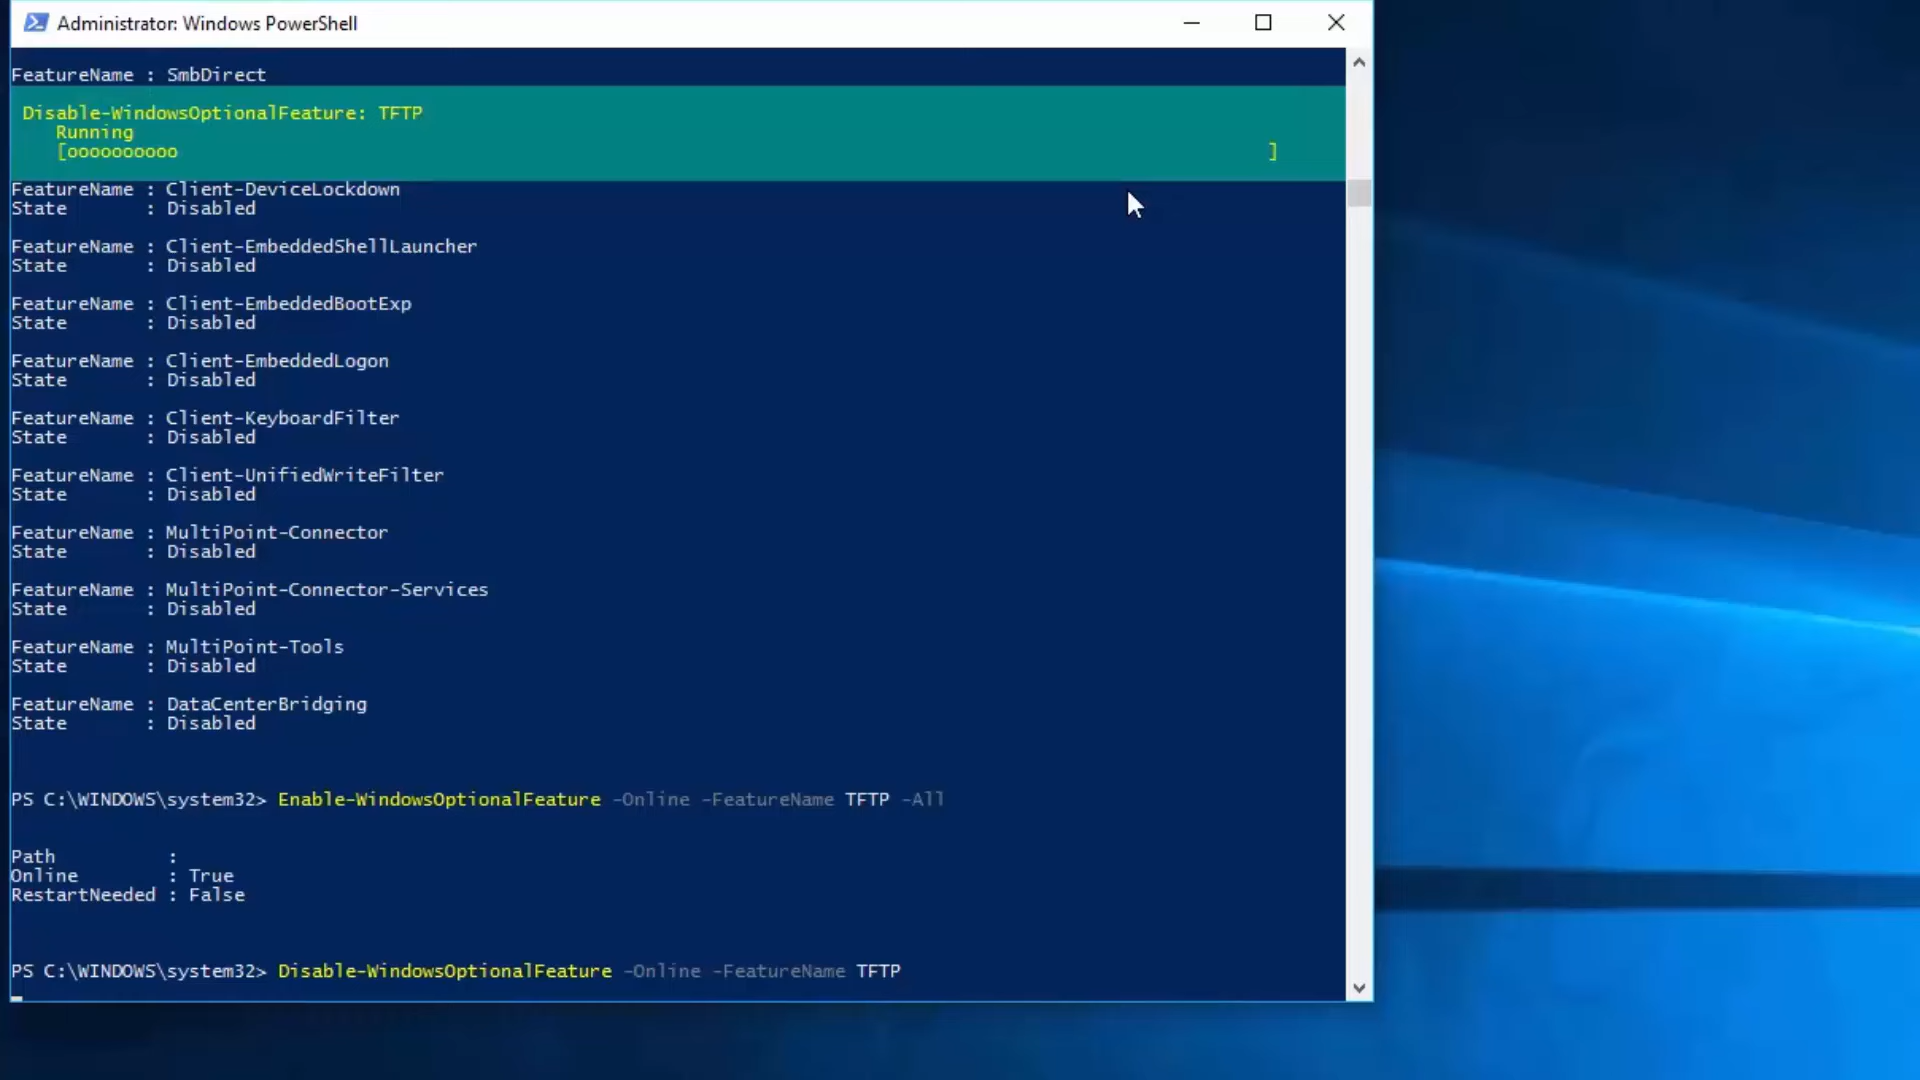 Administrator: Windows PowerShell
FeatureName : SmbDirect
Disable-WindowsOptionalFeature: TFTP
Running
[oooooooooo ]
FeatureName : Client-DeviceLockdown
State : Disabled
FeatureName : Client-EmbeddedShellLauncher
State : Disabled
FeatureName : Client-EmbeddedBootExp
State : Disabled
FeatureName : Client-EmbeddedLogon
State : Disabled
FeatureName : Client-KeyboardFilter
State : Disabled
FeatureName : Client-UnifiedWriteFilter
State : Disabled
FeatureName : MultiPoint-Connector
State : Disabled
FeatureName : MultiPoint-Connector-Services
State : Disabled
FeatureName : MultiPoint-Tools
State : Disabled
FeatureName : DataCenterBridging
State : Disabled
PS C:\WINDOWS\system32> Enable-WindowsOptionalFeature -Online -FeatureName TFTP -All
Path :
Online : True
RestartNeeded : False
PS C:\WINDOWS\system32> Disable-WindowsOptionalFeature -Online -FeatureName TFTP